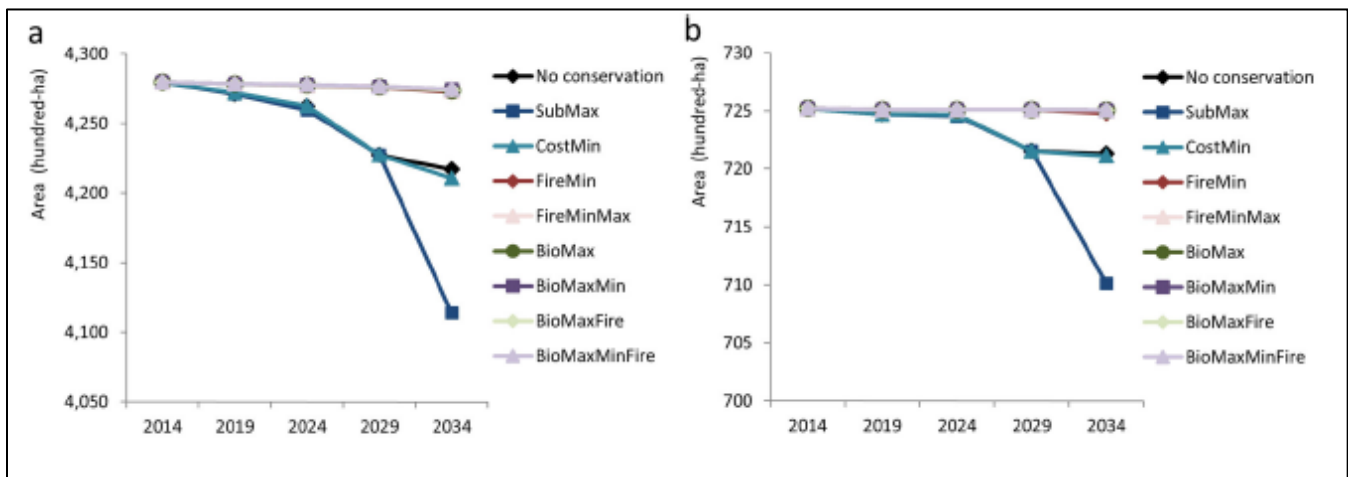 a
Area (hundred-ha)
4,300
4,250
4,200
4,150
4,100
4,050
2014 2019 2024 2029 2034
No conservation
SubMax
CostMin
FireMin
FireMinMax
BioMax
BioMaxMin
BioMaxFire
BioMaxMinFire
b
Area (hundred-ha)
730
725
720
715
710
705
700
2014 2019 2024 2029 2034
No conservation
SubMax
CostMin
FireMin
FireMinMax
BioMax
BioMaxMin
BioMaxFire
BioMaxMinFire